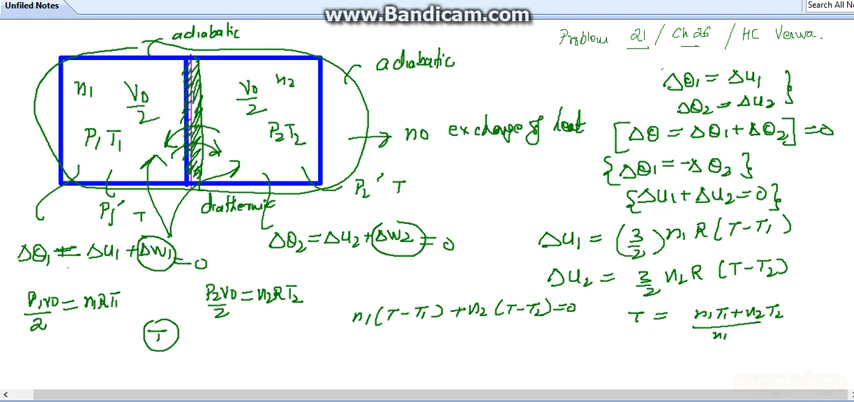 Unfiled Notes
www.Bandicam.com
Search All No
Problem 21 / Ch 26 / HC Verma.
adiabatic
n1 V0/2
P1 T1
V0/2 n2
P2 T2
adiabatic
→ no exchange of heat
P1' T
diathermic
P2' T
ΔQ1 = ΔU1 + ΔW1 = 0
ΔQ2 = ΔU2 + ΔW2 = 0
P1V0/2 = n1RT1
P2V0/2 = n2RT2
T
ΔQ1 = ΔU1 }
ΔQ2 = ΔU2 }
[ΔQ = ΔQ1 + ΔQ2] = 0
{ΔQ1 = -ΔQ2}
{ΔU1 + ΔU2 = 0}
ΔU1 = (3/2) n1 R (T - T1)
ΔU2 = 3/2 n2 R (T - T2)
n1 (T - T1) + n2 (T - T2) = 0
T = n1T1 + n2T2 / n1